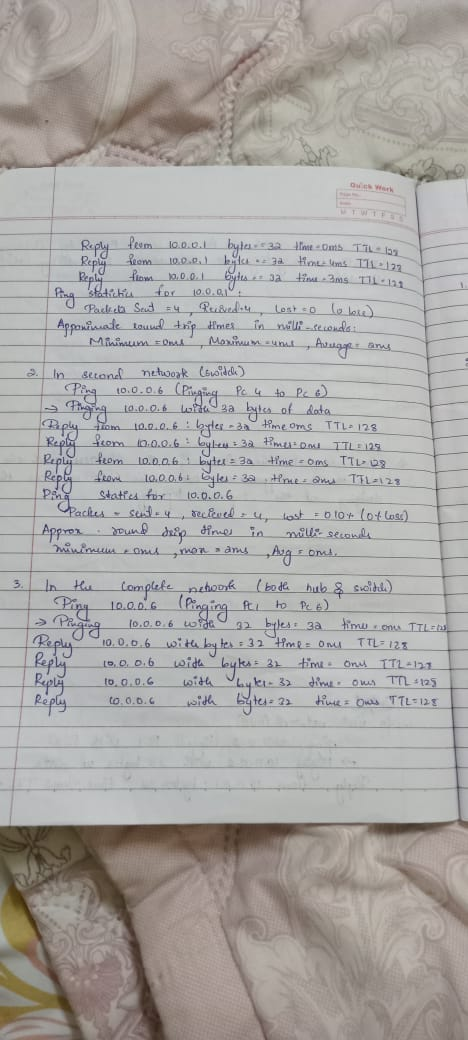 Quick Work
Page No.
Date
M T W T F S S
Reply from 10.0.0.1 bytes == 32 time=0ms TTL=128
Reply from 10.0.0.1 bytes == 32 time=4ms TTL=128
Reply from 10.0.0.1 bytes == 32 time=3ms TTL=128
Ping statistics for 10.0.0.1:
Packets Sent =4, Recieved=4, Lost=0 (0 loss)
Approximate round trip times in milli-seconds:
Minimum=0ms, Maximum=4ms, Average=2ms
2. In second network (switch)
Ping 10.0.0.6 (Pinging Pc 4 to Pc 6)
→ Pinging 10.0.0.6 with 32 bytes of data
Reply from 10.0.0.6: bytes=32 time 0ms TTL=128
Reply from 10.0.0.6: bytes=32 time=0ms TTL=128
Reply from 10.0.0.6: bytes=32 time=0ms TTL=128
Reply from 10.0.0.6: bytes=32 time=2ms TTL=128
Ping statics for 10.0.0.6
Packes = sent=4, recieved=4, lost = (0% loss)
Approx. round trip times in milli-seconds
minimum=0ms, max=2ms, Avg=0ms.
3. In the complete network (both hub & switch)
Ping 10.0.0.6 (Pinging PC1 to Pc 6)
→ Pinging 10.0.0.6 with 32 bytes=32 time=0ms TTL=128
Reply 10.0.0.6 with bytes=32 time=0ms TTL=128
Reply 10.0.0.6 with bytes=32 time=0ms TTL=128
Reply 10.0.0.6 with bytes=32 time=0ms TTL=128
Reply 10.0.0.6 with bytes=32 time=0ms TTL=128
1.